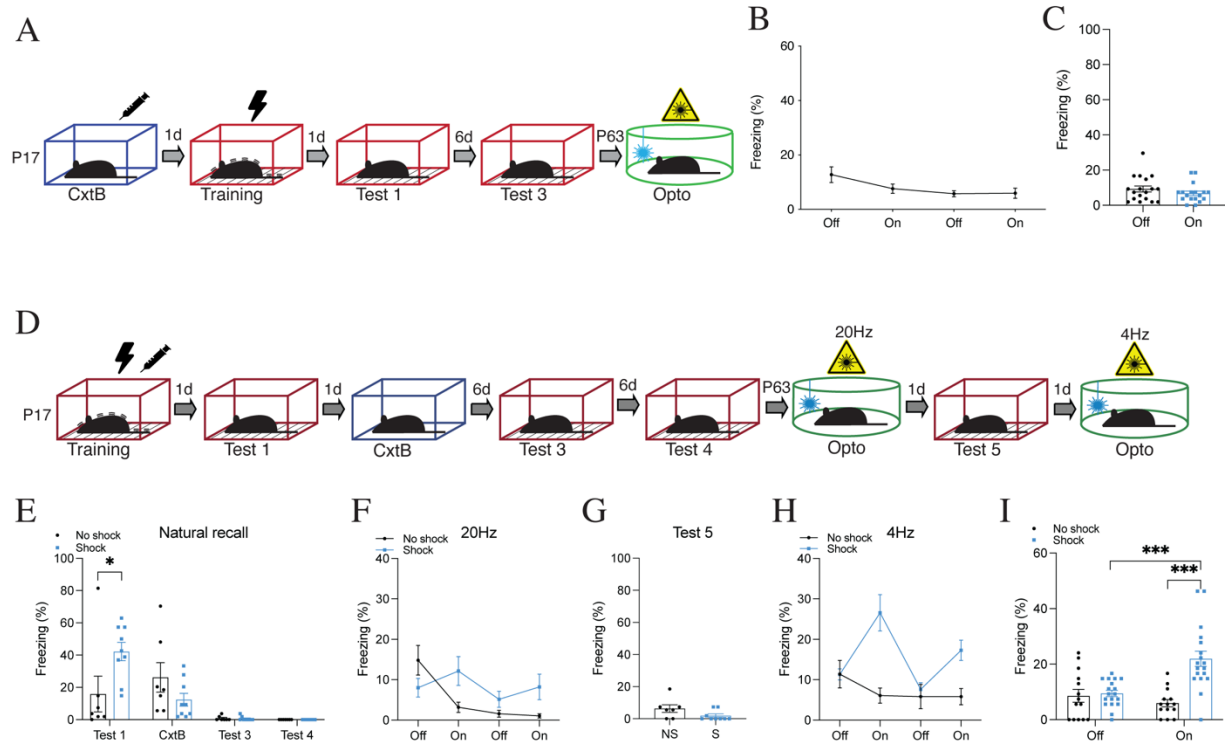 A
P17
1d
1d
6d
P63
CxtB
Training
Test 1
Test 3
Opto
B
Freezing (%)
60
40
20
0
Off
On
Off
On
C
Freezing (%)
100
80
60
40
20
0
Off
On
D
P17
1d
1d
6d
6d
P63
20Hz
1d
1d
4Hz
Training
Test 1
CxtB
Test 3
Test 4
Opto
Test 5
Opto
E
Natural recall
No shock
Shock
*
Freezing (%)
100
80
60
40
20
0
Test 1
CxtB
Test 3
Test 4
F
20Hz
No shock
Shock
Freezing (%)
40
30
20
10
0
Off
On
Off
On
G
Test 5
Freezing (%)
100
80
60
40
20
0
NS
S
H
4Hz
No shock
Shock
Freezing (%)
40
30
20
10
0
Off
On
Off
On
I
No shock
Shock
***
***
Freezing (%)
60
40
20
0
Off
On